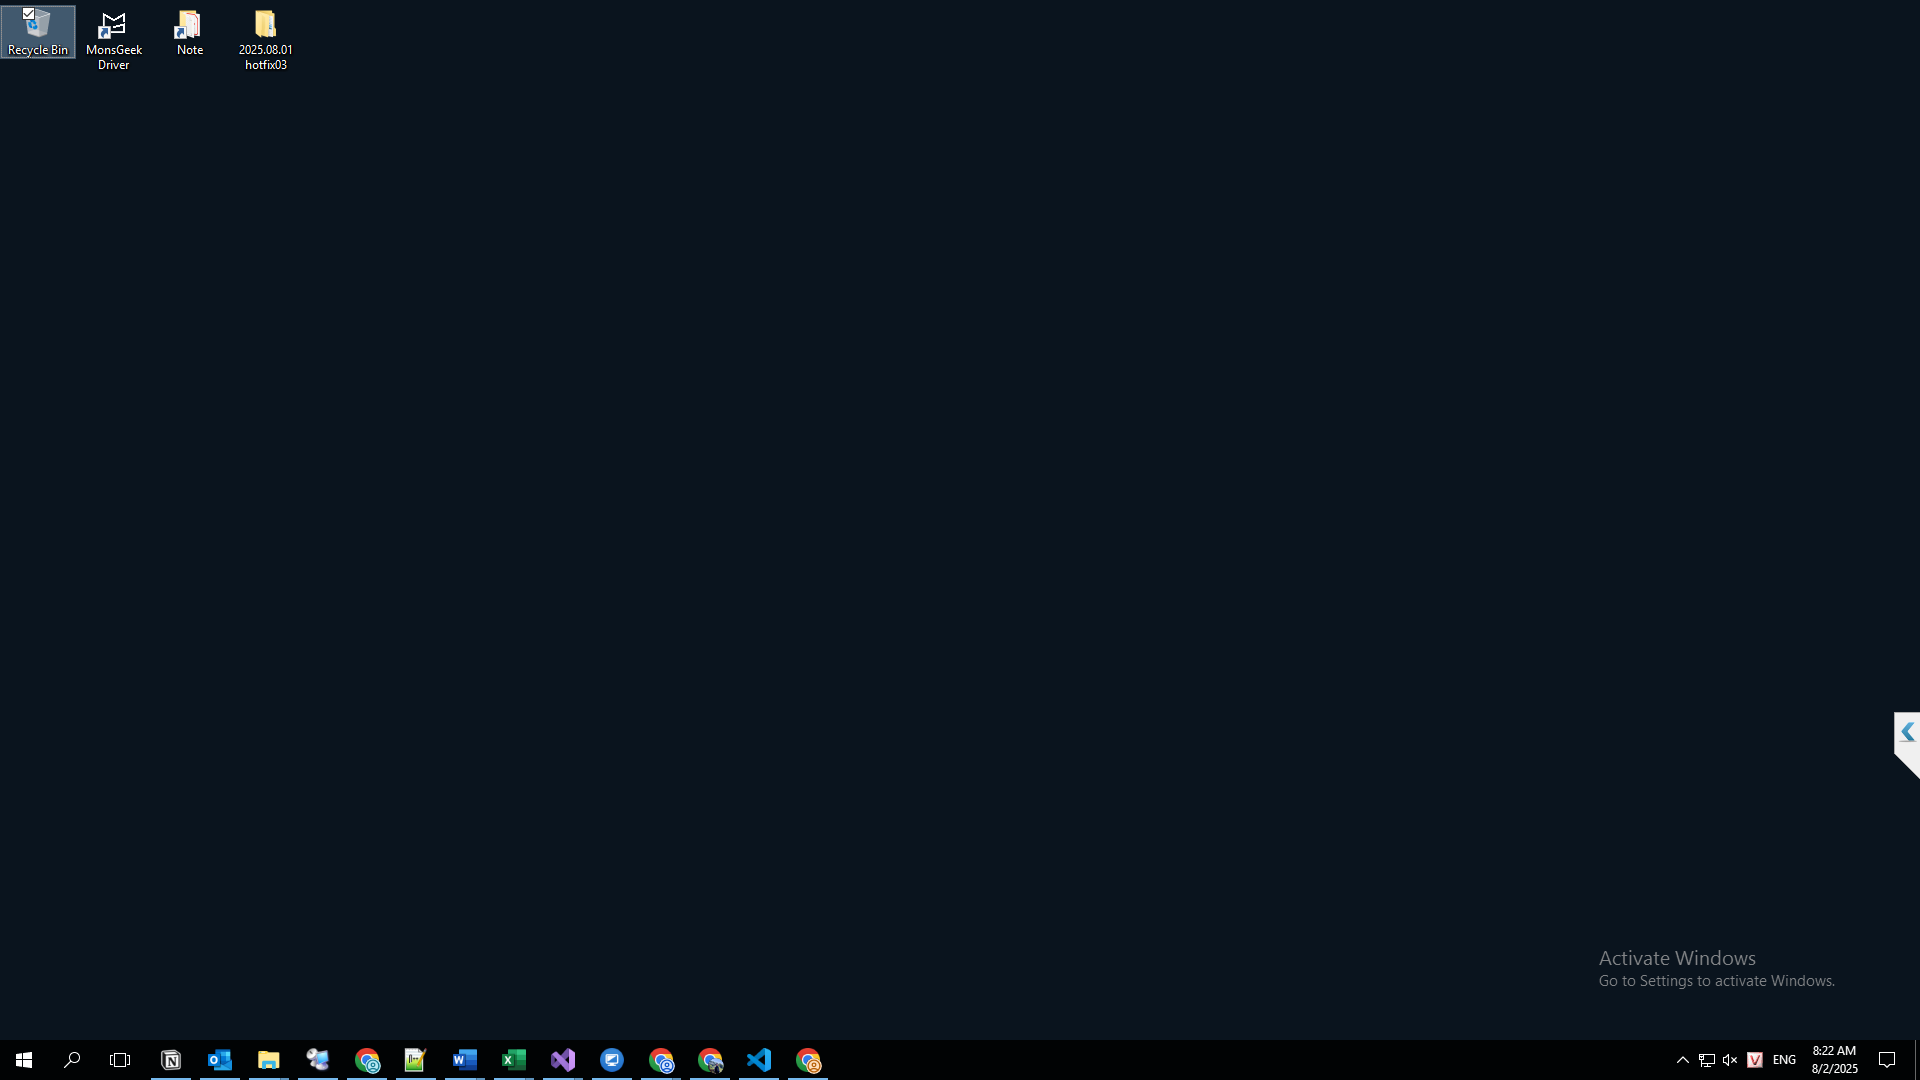 Recycle Bin
MonsGeek
Driver
Note
2025.08.01
hotfix03
Activate Windows
Go to Settings to activate Windows.
ENG
8:22 AM
8/2/2025